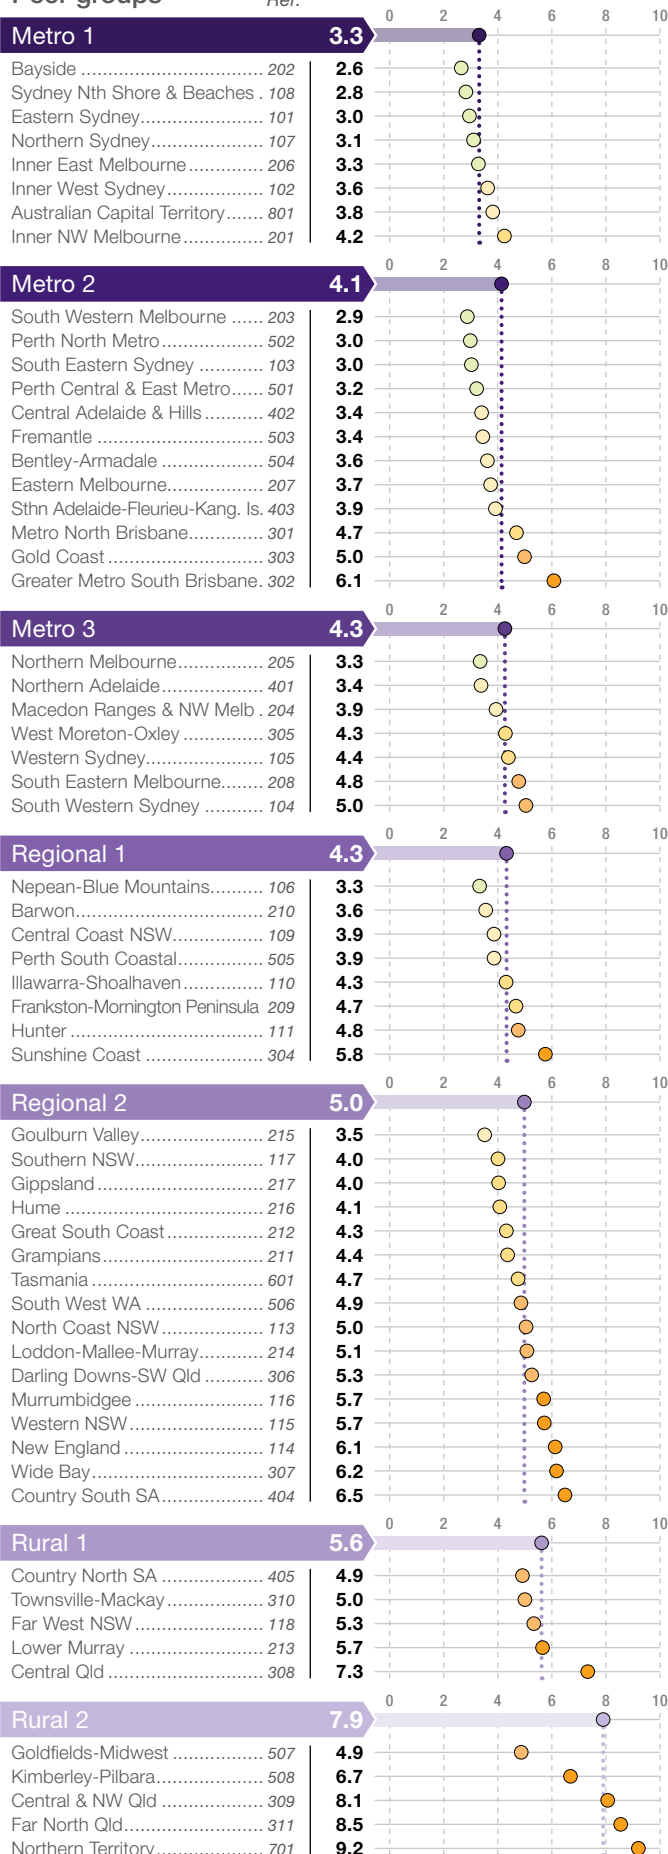 Peer groups Ref.
0 2 4 6 8 10
Metro 1 3.3
Bayside 202 2.6
Sydney Nth Shore & Beaches 108 2.8
Eastern Sydney 101 3.0
Northern Sydney 107 3.1
Inner East Melbourne 206 3.3
Inner West Sydney 102 3.6
Australian Capital Territory 801 3.8
Inner NW Melbourne 201 4.2
0 2 4 6 8 10
Metro 2 4.1
South Western Melbourne 203 2.9
Perth North Metro 502 3.0
South Eastern Sydney 103 3.0
Perth Central & East Metro 501 3.2
Central Adelaide & Hills 402 3.4
Fremantle 503 3.4
Bentley-Armadale 504 3.6
Eastern Melbourne 207 3.7
Sthn Adelaide-Fleurieu-Kang. Is. 403 3.9
Metro North Brisbane 301 4.7
Gold Coast 303 5.0
Greater Metro South Brisbane 302 6.1
0 2 4 6 8 10
Metro 3 4.3
Northern Melbourne 205 3.3
Northern Adelaide 401 3.4
Macedon Ranges & NW Melb 204 3.9
West Moreton-Oxley 305 4.3
Western Sydney 105 4.4
South Eastern Melbourne 208 4.8
South Western Sydney 104 5.0
0 2 4 6 8 10
Regional 1 4.3
Nepean-Blue Mountains 106 3.3
Barwon 210 3.6
Central Coast NSW 109 3.9
Perth South Coastal 505 3.9
Illawarra-Shoalhaven 110 4.3
Frankston-Mornington Peninsula 209 4.7
Hunter 111 4.8
Sunshine Coast 304 5.8
0 2 4 6 8 10
Regional 2 5.0
Goulburn Valley 215 3.5
Southern NSW 117 4.0
Gippsland 217 4.0
Hume 216 4.1
Great South Coast 212 4.3
Grampians 211 4.4
Tasmania 601 4.7
South West WA 506 4.9
North Coast NSW 113 5.0
Loddon-Mallee-Murray 214 5.1
Darling Downs-SW Qld 306 5.3
Murrumbidgee 116 5.7
Western NSW 115 5.7
New England 114 6.1
Wide Bay 307 6.2
Country South SA 404 6.5
0 2 4 6 8 10
Rural 1 5.6
Country North SA 405 4.9
Townsville-Mackay 310 5.0
Far West NSW 118 5.3
Lower Murray 213 5.7
Central Qld 308 7.3
0 2 4 6 8 10
Rural 2 7.9
Goldfields-Midwest 507 4.9
Kimberley-Pilbara 508 6.7
Central & NW Qld 309 8.1
Far North Qld 311 8.5
Northern Territory 701 9.2